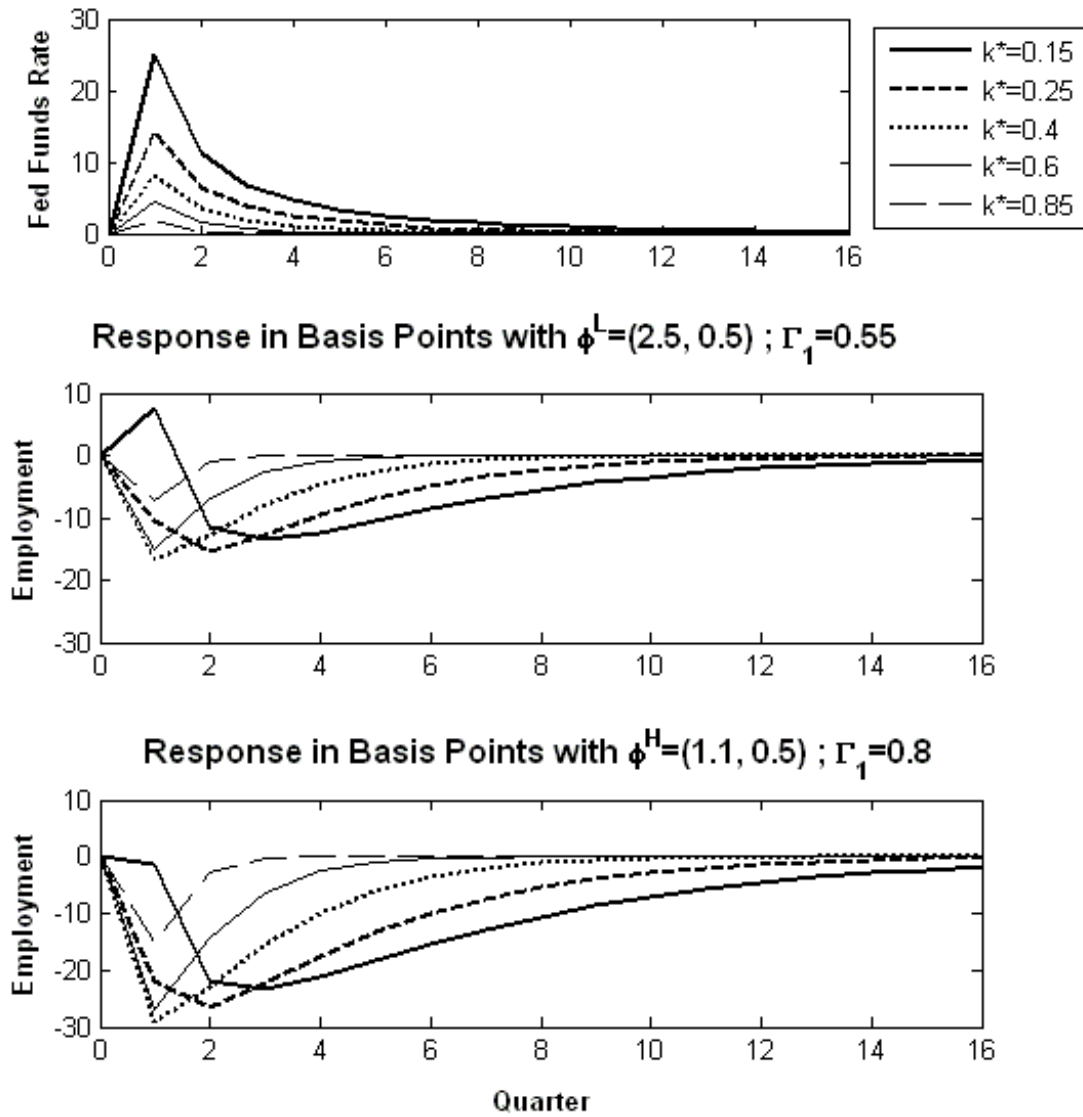 Fed Funds Rate
30
20
10
0
0 2 4 6 8 10 12 14 16
k*=0.15
k*=0.25
k*=0.4
k*=0.6
k*=0.85
Response in Basis Points with ϕ^L=(2.5, 0.5) ; Γ_1=0.55
Employment
10
0
-10
-20
-30
0 2 4 6 8 10 12 14 16
Response in Basis Points with ϕ^H=(1.1, 0.5) ; Γ_1=0.8
Employment
10
0
-10
-20
-30
0 2 4 6 8 10 12 14 16
Quarter